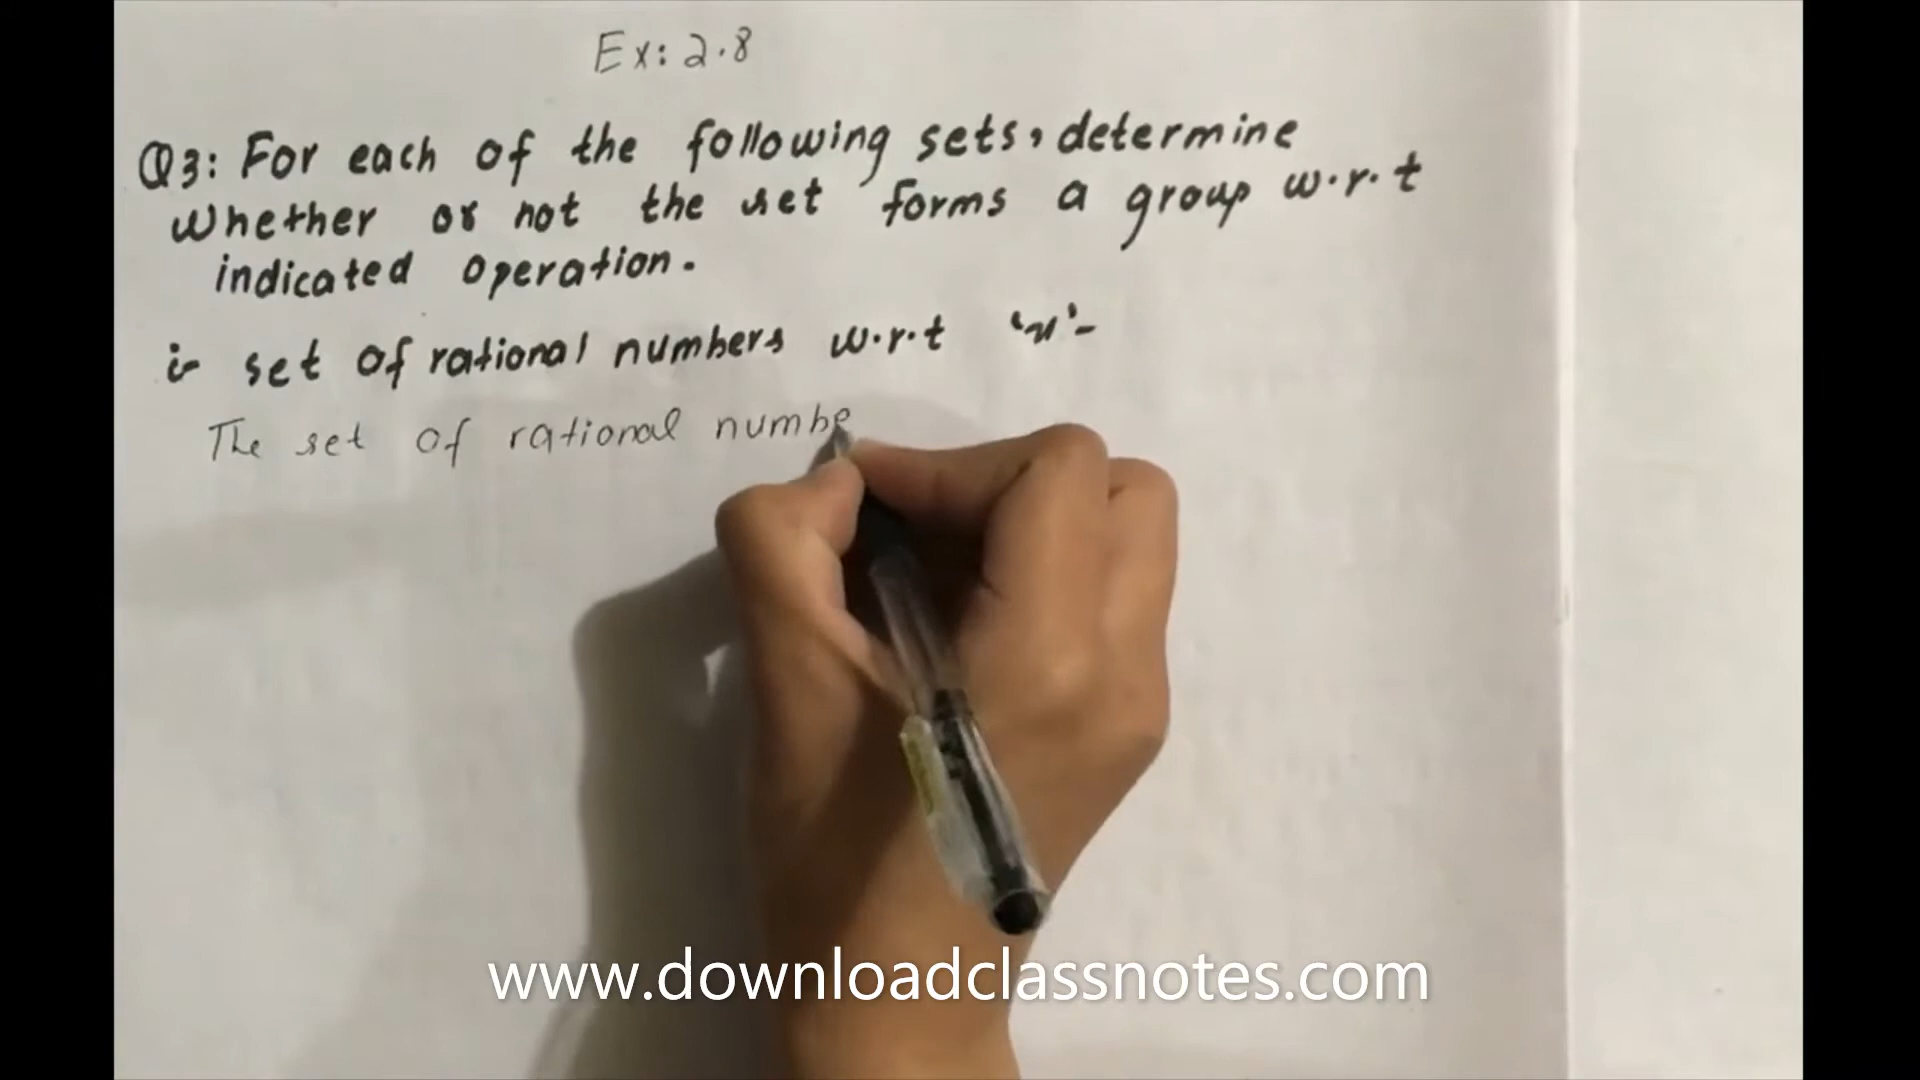 Ex: 2.8
Q3: For each of the following sets, determine
whether or not the set forms a group w.r.t
indicated operation.
i- set of rational numbers w.r.t 'x'-
The set of rational numbe
www.downloadclassnotes.com